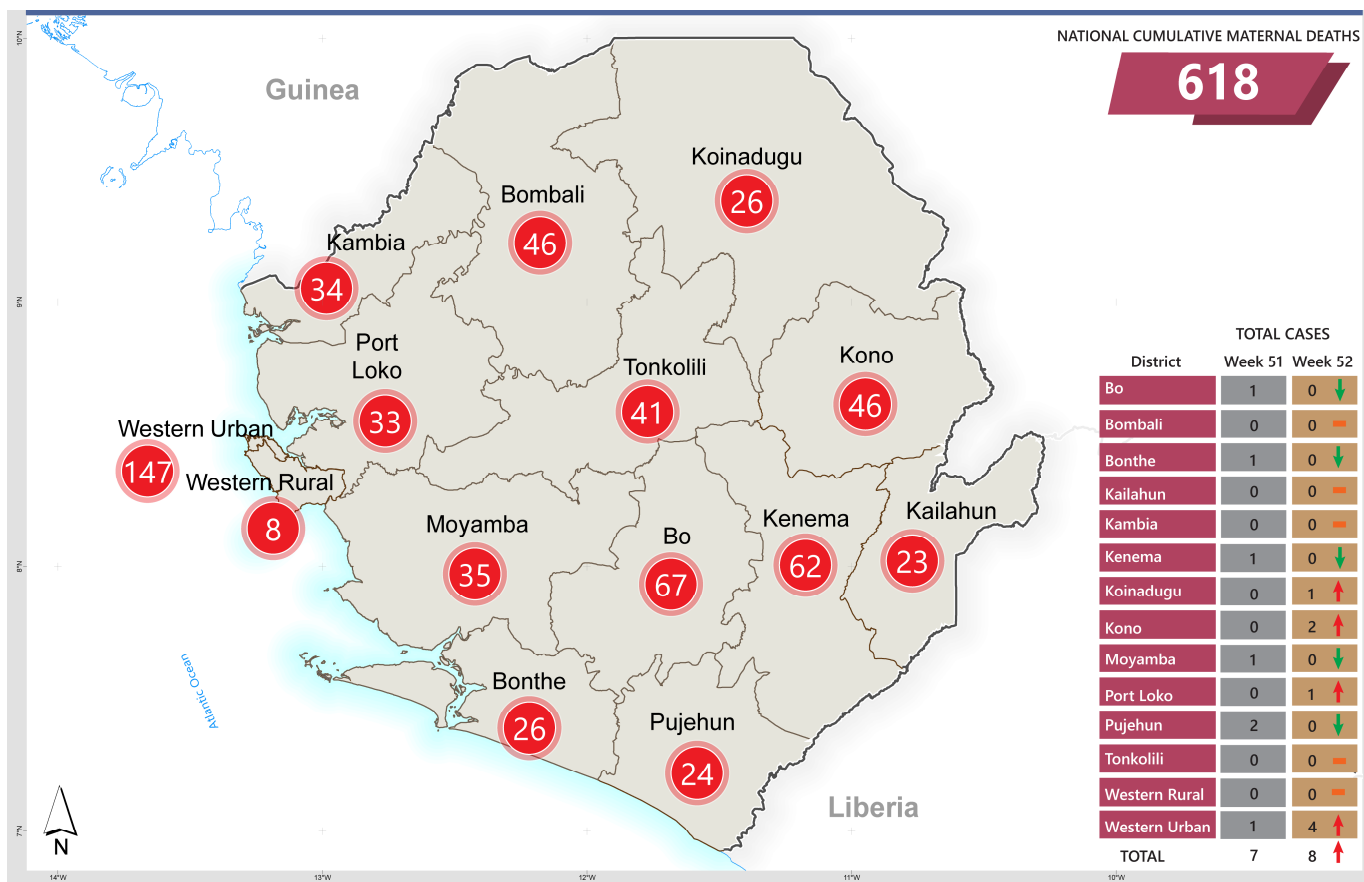 NATIONAL CUMULATIVE MATERNAL DEATHS
618
Guinea
Koinadugu
26
Bombali
46
Kambia
34
Port
Loko
33
Tonkolili
41
Kono
46
Western Urban
147
Western Rural
8
Moyamba
35
Bo
67
Kenema
62
Kailahun
23
Bonthe
26
Pujehun
24
Liberia
Atlantic Ocean
N
10°N
9°N
8°N
7°N
14°W
13°W
12°W
11°W
10°W
TOTAL CASES
District Week 51 Week 52
Bo 1 0
Bombali 0 0
Bonthe 1 0
Kailahun 0 0
Kambia 0 0
Kenema 1 0
Koinadugu 0 1
Kono 0 2
Moyamba 1 0
Port Loko 0 1
Pujehun 2 0
Tonkolili 0 0
Western Rural 0 0
Western Urban 1 4
TOTAL 7 8